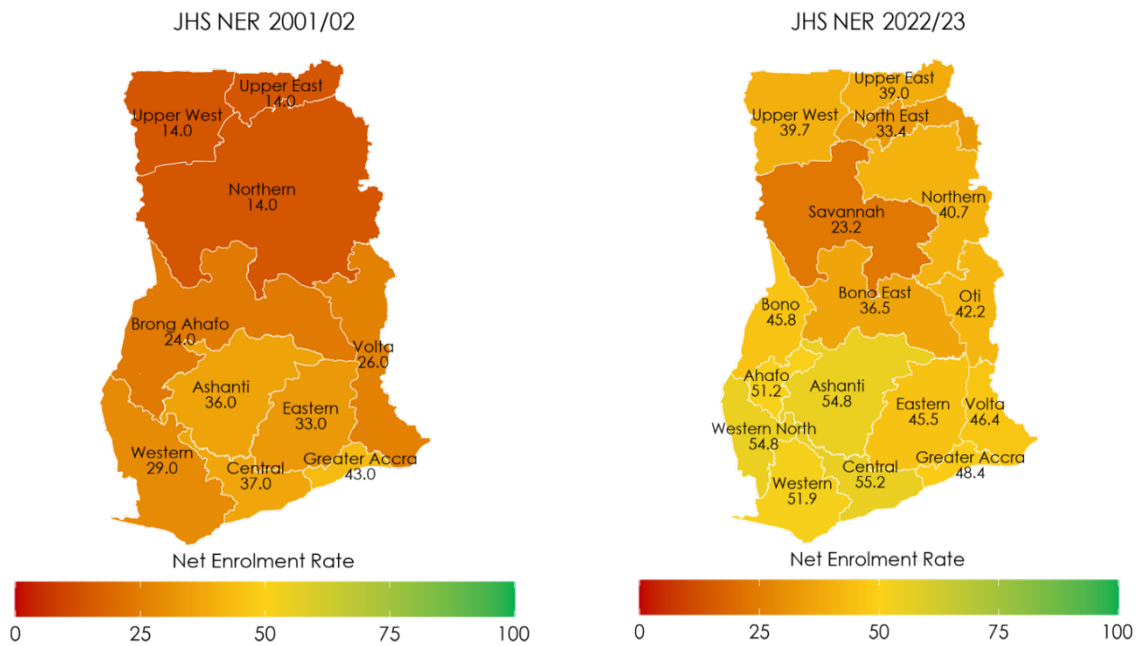 JHS NER 2001/02
Upper East
14.0
Upper West
14.0
Northern
14.0
Brong Ahafo
24.0
Volta
26.0
Ashanti
36.0
Eastern
33.0
Western
29.0
Central
37.0
Greater Accra
43.0
Net Enrolment Rate
0 25 50 75 100
JHS NER 2022/23
Upper East
39.0
North East
33.4
Upper West
39.7
Northern
40.7
Savannah
23.2
Bono East
36.5
Oti
42.2
Bono
45.8
Ahafo
51.2
Ashanti
54.8
Eastern
45.5
Volta
46.4
Western North
54.8
Greater Accra
48.4
Central
55.2
Western
51.9
Net Enrolment Rate
0 25 50 75 100